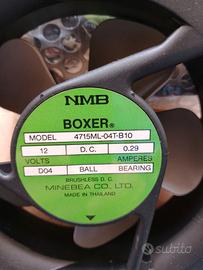 NMB
BOXER®
MODEL 4715ML-04T-B10
12 D.C. 0.29
VOLTS AMPERES
D04 BALL BEARING
BRUSHLESS D.C.
MINEBEA CO., LTD.
MADE IN THAILAND
subito